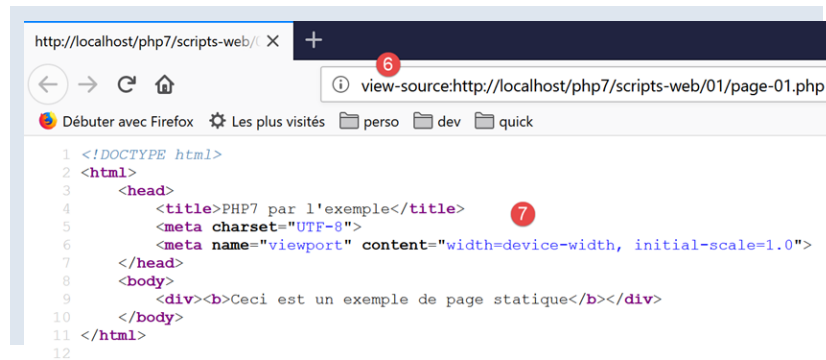 http://localhost/php7/scripts-web/
6
view-source:http://localhost/php7/scripts-web/01/page-01.php
Débuter avec Firefox Les plus visités perso dev quick
1 <!DOCTYPE html>
2 <html>
3 <head>
4 <title>PHP7 par l'exemple</title>
7
5 <meta charset="UTF-8">
6 <meta name="viewport" content="width=device-width, initial-scale=1.0">
7 </head>
8 <body>
9 <div><b>Ceci est un exemple de page statique</b></div>
10 </body>
11 </html>
12